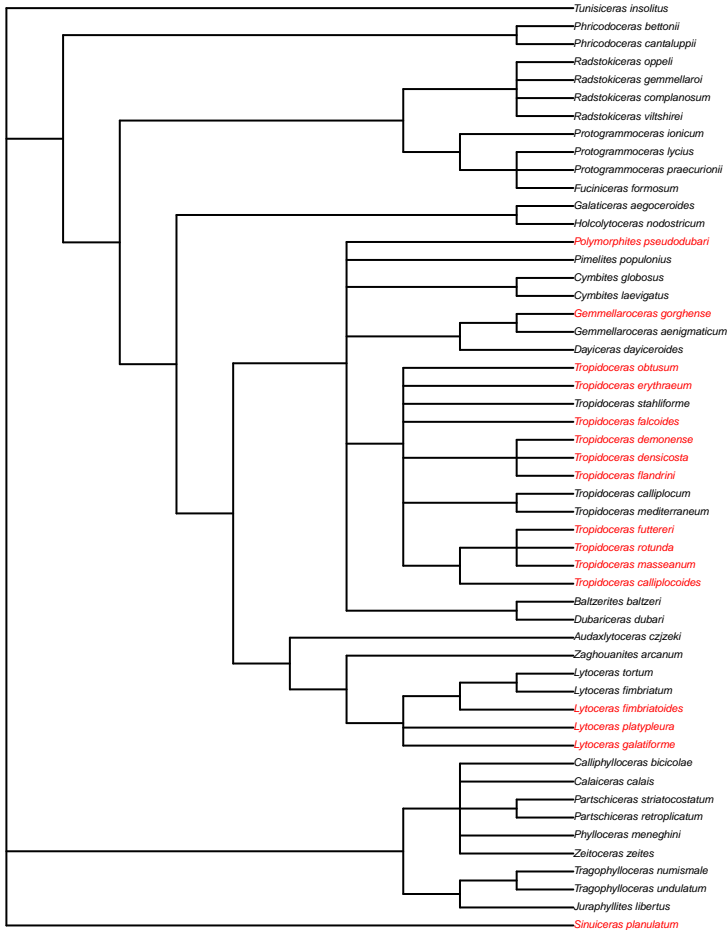 Tunisiceras insolitus
Phricodoceras bettonii
Phricodoceras cantaluppii
Radstokiceras oppeli
Radstokiceras gemmellaroi
Radstokiceras complanosum
Radstokiceras viltshirei
Protogrammoceras ionicum
Protogrammoceras lycius
Protogrammoceras praecurionii
Fuciniceras formosum
Galaticeras aegoceroides
Holcolytoceras nodostricum
Polymorphites pseudodubari
Pimelites populonius
Cymbites globosus
Cymbites laevigatus
Gemmellaroceras gorghense
Gemmellaroceras aenigmaticum
Dayiceras dayiceroides
Tropidoceras obtusum
Tropidoceras erythraeum
Tropidoceras stahliforme
Tropidoceras falcoides
Tropidoceras demonense
Tropidoceras densicosta
Tropidoceras flandrini
Tropidoceras calliplocum
Tropidoceras mediterraneum
Tropidoceras futtereri
Tropidoceras rotunda
Tropidoceras masseanum
Tropidoceras calliplocoides
Baltzerites baltzeri
Dubariceras dubari
Audaxlytoceras czjzeki
Zaghouanites arcanum
Lytoceras tortum
Lytoceras fimbriatum
Lytoceras fimbriatoides
Lytoceras platypleura
Lytoceras galatiforme
Calliphylloceras bicicolae
Calaiceras calais
Partschiceras striatocostatum
Partschiceras retroplicatum
Phylloceras meneghini
Zeitoceras zeites
Tragophylloceras numismale
Tragophylloceras undulatum
Juraphyllites libertus
Sinuiceras planulatum